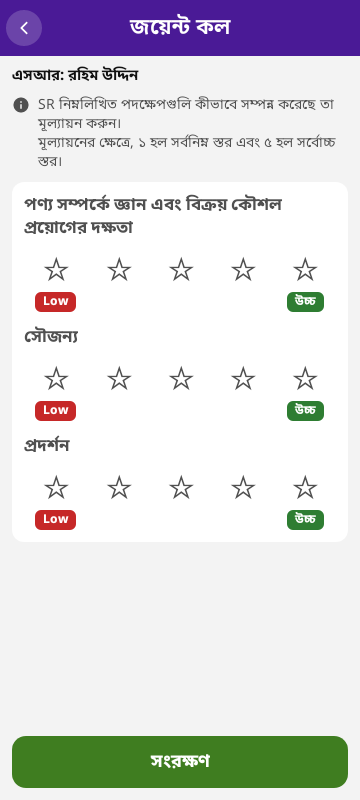 জয়েন্ট কল
এসআর: রহিম উদ্দিন
SR নিম্নলিখিত পদক্ষেপগুলি কীভাবে সম্পন্ন করেছে তা
মূল্যায়ন করুন।
মূল্যায়নের ক্ষেত্রে, ১ হল সর্বনিম্ন স্তর এবং ৫ হল সর্বোচ্চ
স্তর।
পণ্য সম্পর্কে জ্ঞান এবং বিক্রয় কৌশল
প্রয়োগের দক্ষতা
Low উচ্চ
সৌজন্য
Low উচ্চ
প্রদর্শন
Low উচ্চ
সংরক্ষণ